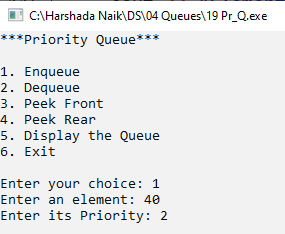 C:\Harshada Naik\DS\04 Queues\19 Pr_Q.exe
***Priority Queue***
1. Enqueue
2. Dequeue
3. Peek Front
4. Peek Rear
5. Display the Queue
6. Exit
Enter your choice: 1
Enter an element: 40
Enter its Priority: 2